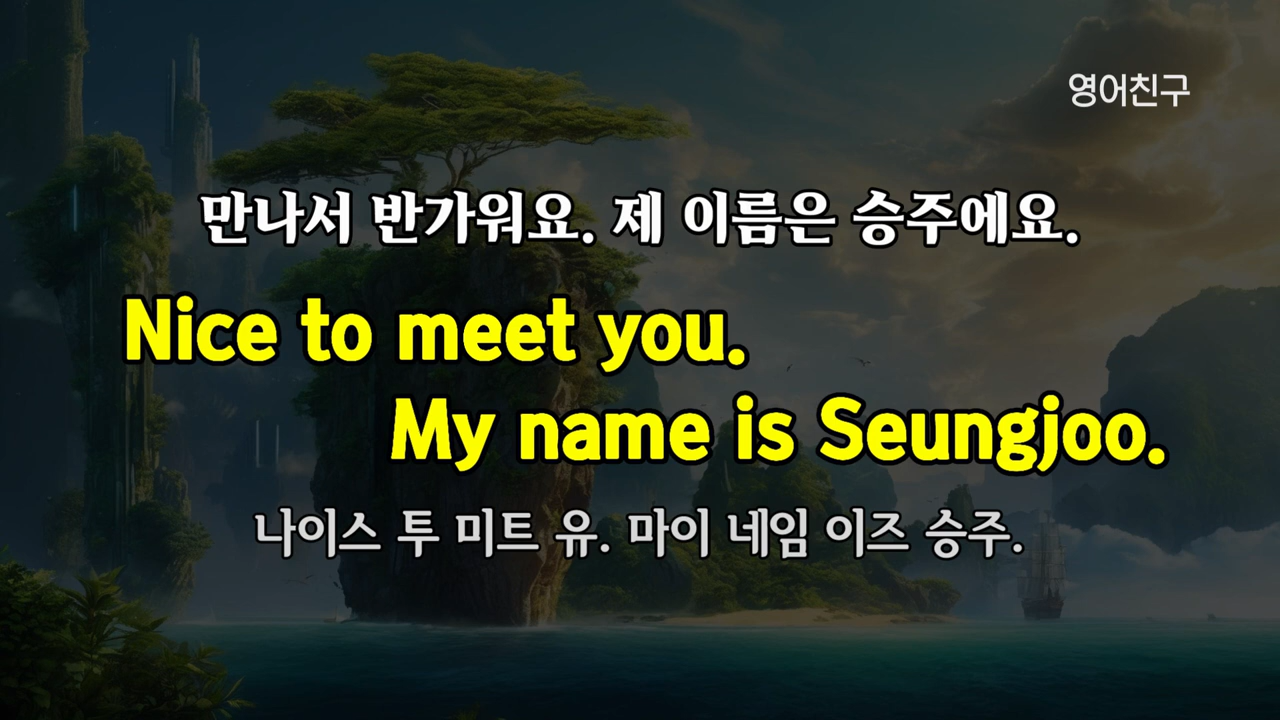 영어친구
만나서 반가워요. 제 이름은 승주에요.
Nice to meet you.
My name is Seungjoo.
나이스 투 미트 유. 마이 네임 이즈 승주.